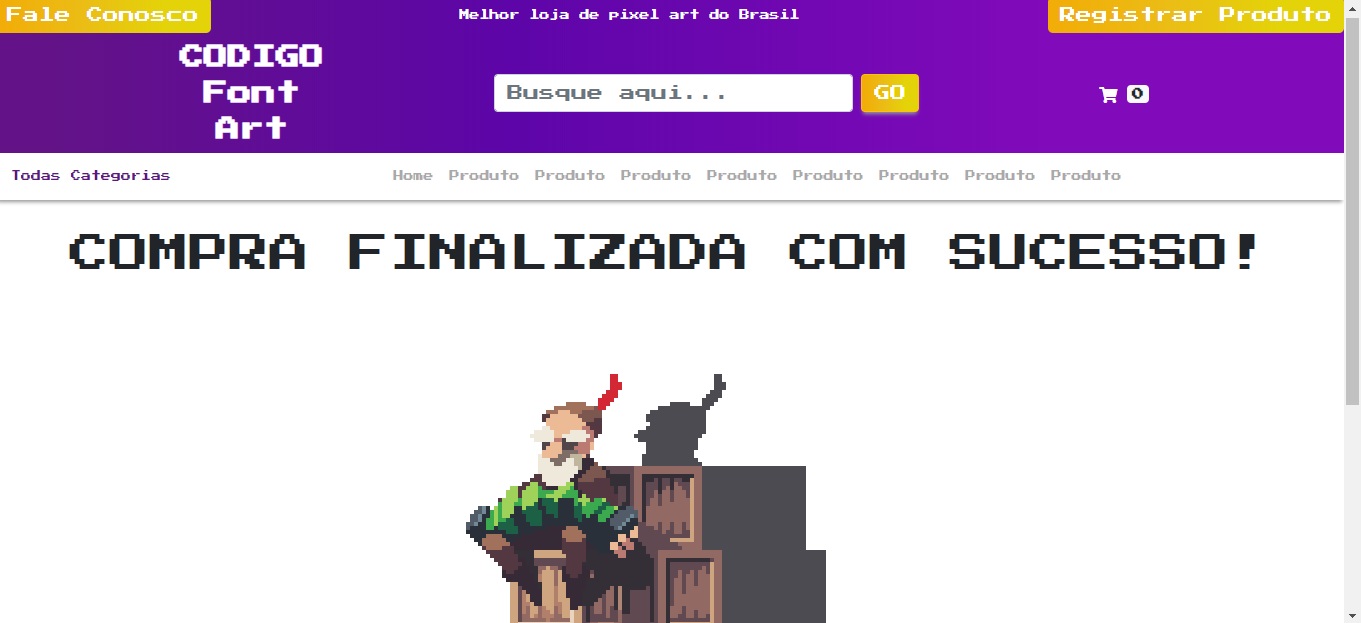 Fale Conosco
Melhor loja de pixel art do Brasil
Registrar Produto
CODIGO
Font
Art
Busque aqui...
GO
0
Todas Categorias
Home Produto Produto Produto Produto Produto Produto Produto Produto
COMPRA FINALIZADA COM SUCESSO!